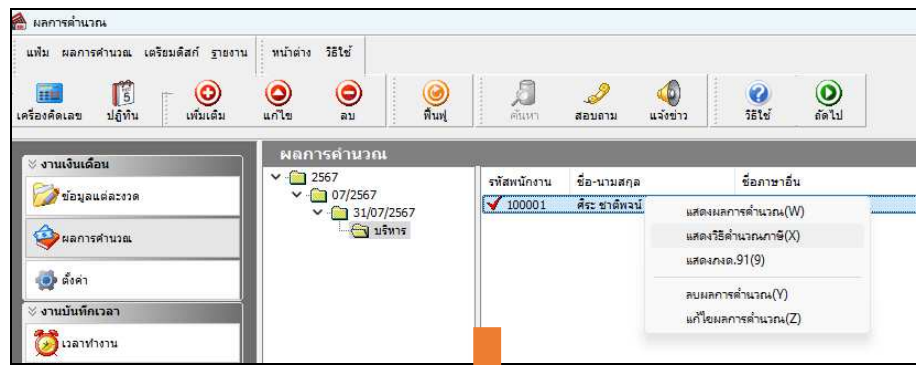 ผลการคำนวณ
แฟ้ม ผลการคำนวณ เตรียมดิสก์ รายงาน หน้าต่าง วิธีใช้
เครื่องคิดเลข ปฏิทิน เพิ่มเติม แก้ไข ลบ ฟื้นฟู ค้นหา สอบถาม แจ้งข่าว วิธีใช้ ถัดไป
5
งานเงินเดือน
ข้อมูลแต่ละงวด
ผลการคำนวณ
ตั้งค่า
งานบันทึกเวลา
เวลาทำงาน
ผลการคำนวณ
2567
07/2567
31/07/2567
บริหาร
รหัสพนักงาน ชื่อ-นามสกุล ชื่อภาษาอื่น
100001 ศิระ ชาติพจน์
แสดงผลการคำนวณ(W)
แสดงวิธีคำนวณภาษี(X)
แสดงภงด.91(9)
ลบผลการคำนวณ(Y)
แก้ไขผลการคำนวณ(Z)